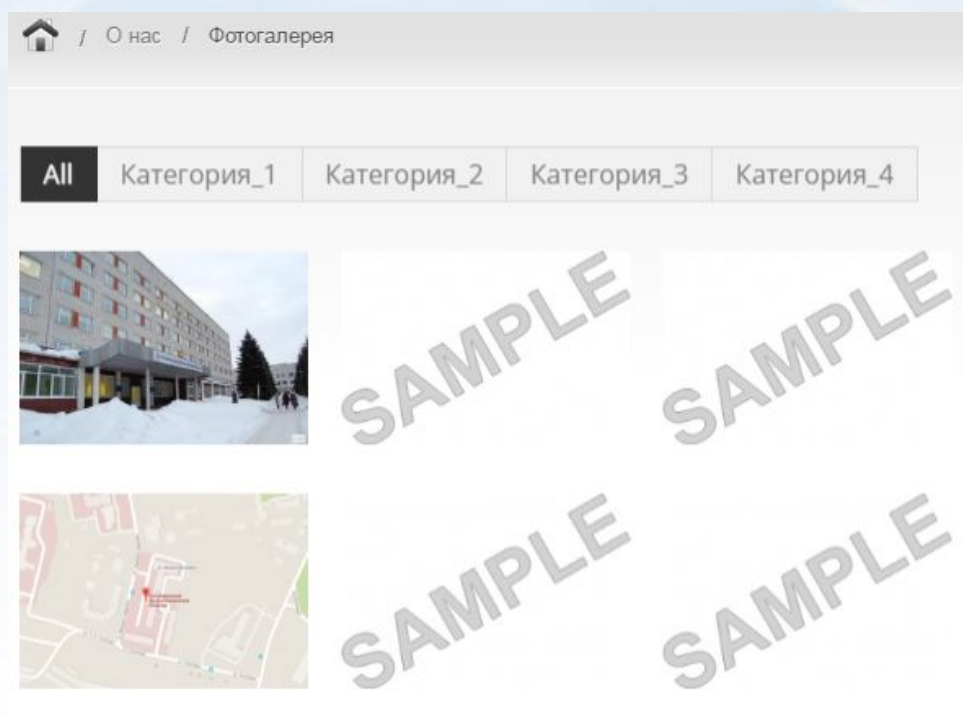 / О нас / Фотогалерея
All Категория_1 Категория_2 Категория_3 Категория_4
SAMPLE SAMPLE
SAMPLE SAMPLE